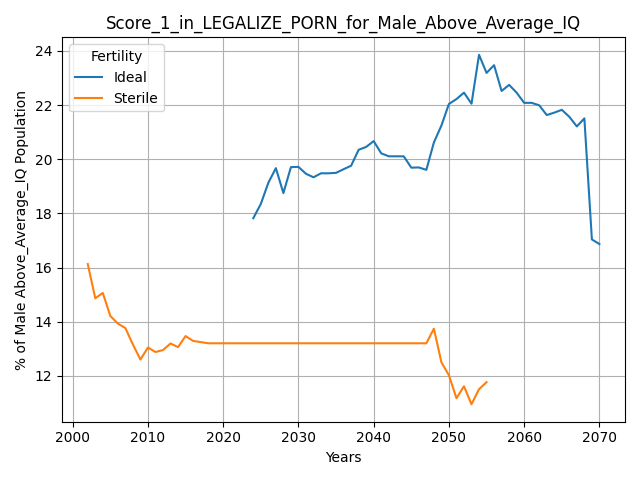 Score_1_in_LEGALIZE_PORN_for_Male_Above_Average_IQ
% of Male Above_Average_IQ Population
24
22
20
18
16
14
12
Fertility
Ideal
Sterile
2000 2010 2020 2030 2040 2050 2060 2070
Years